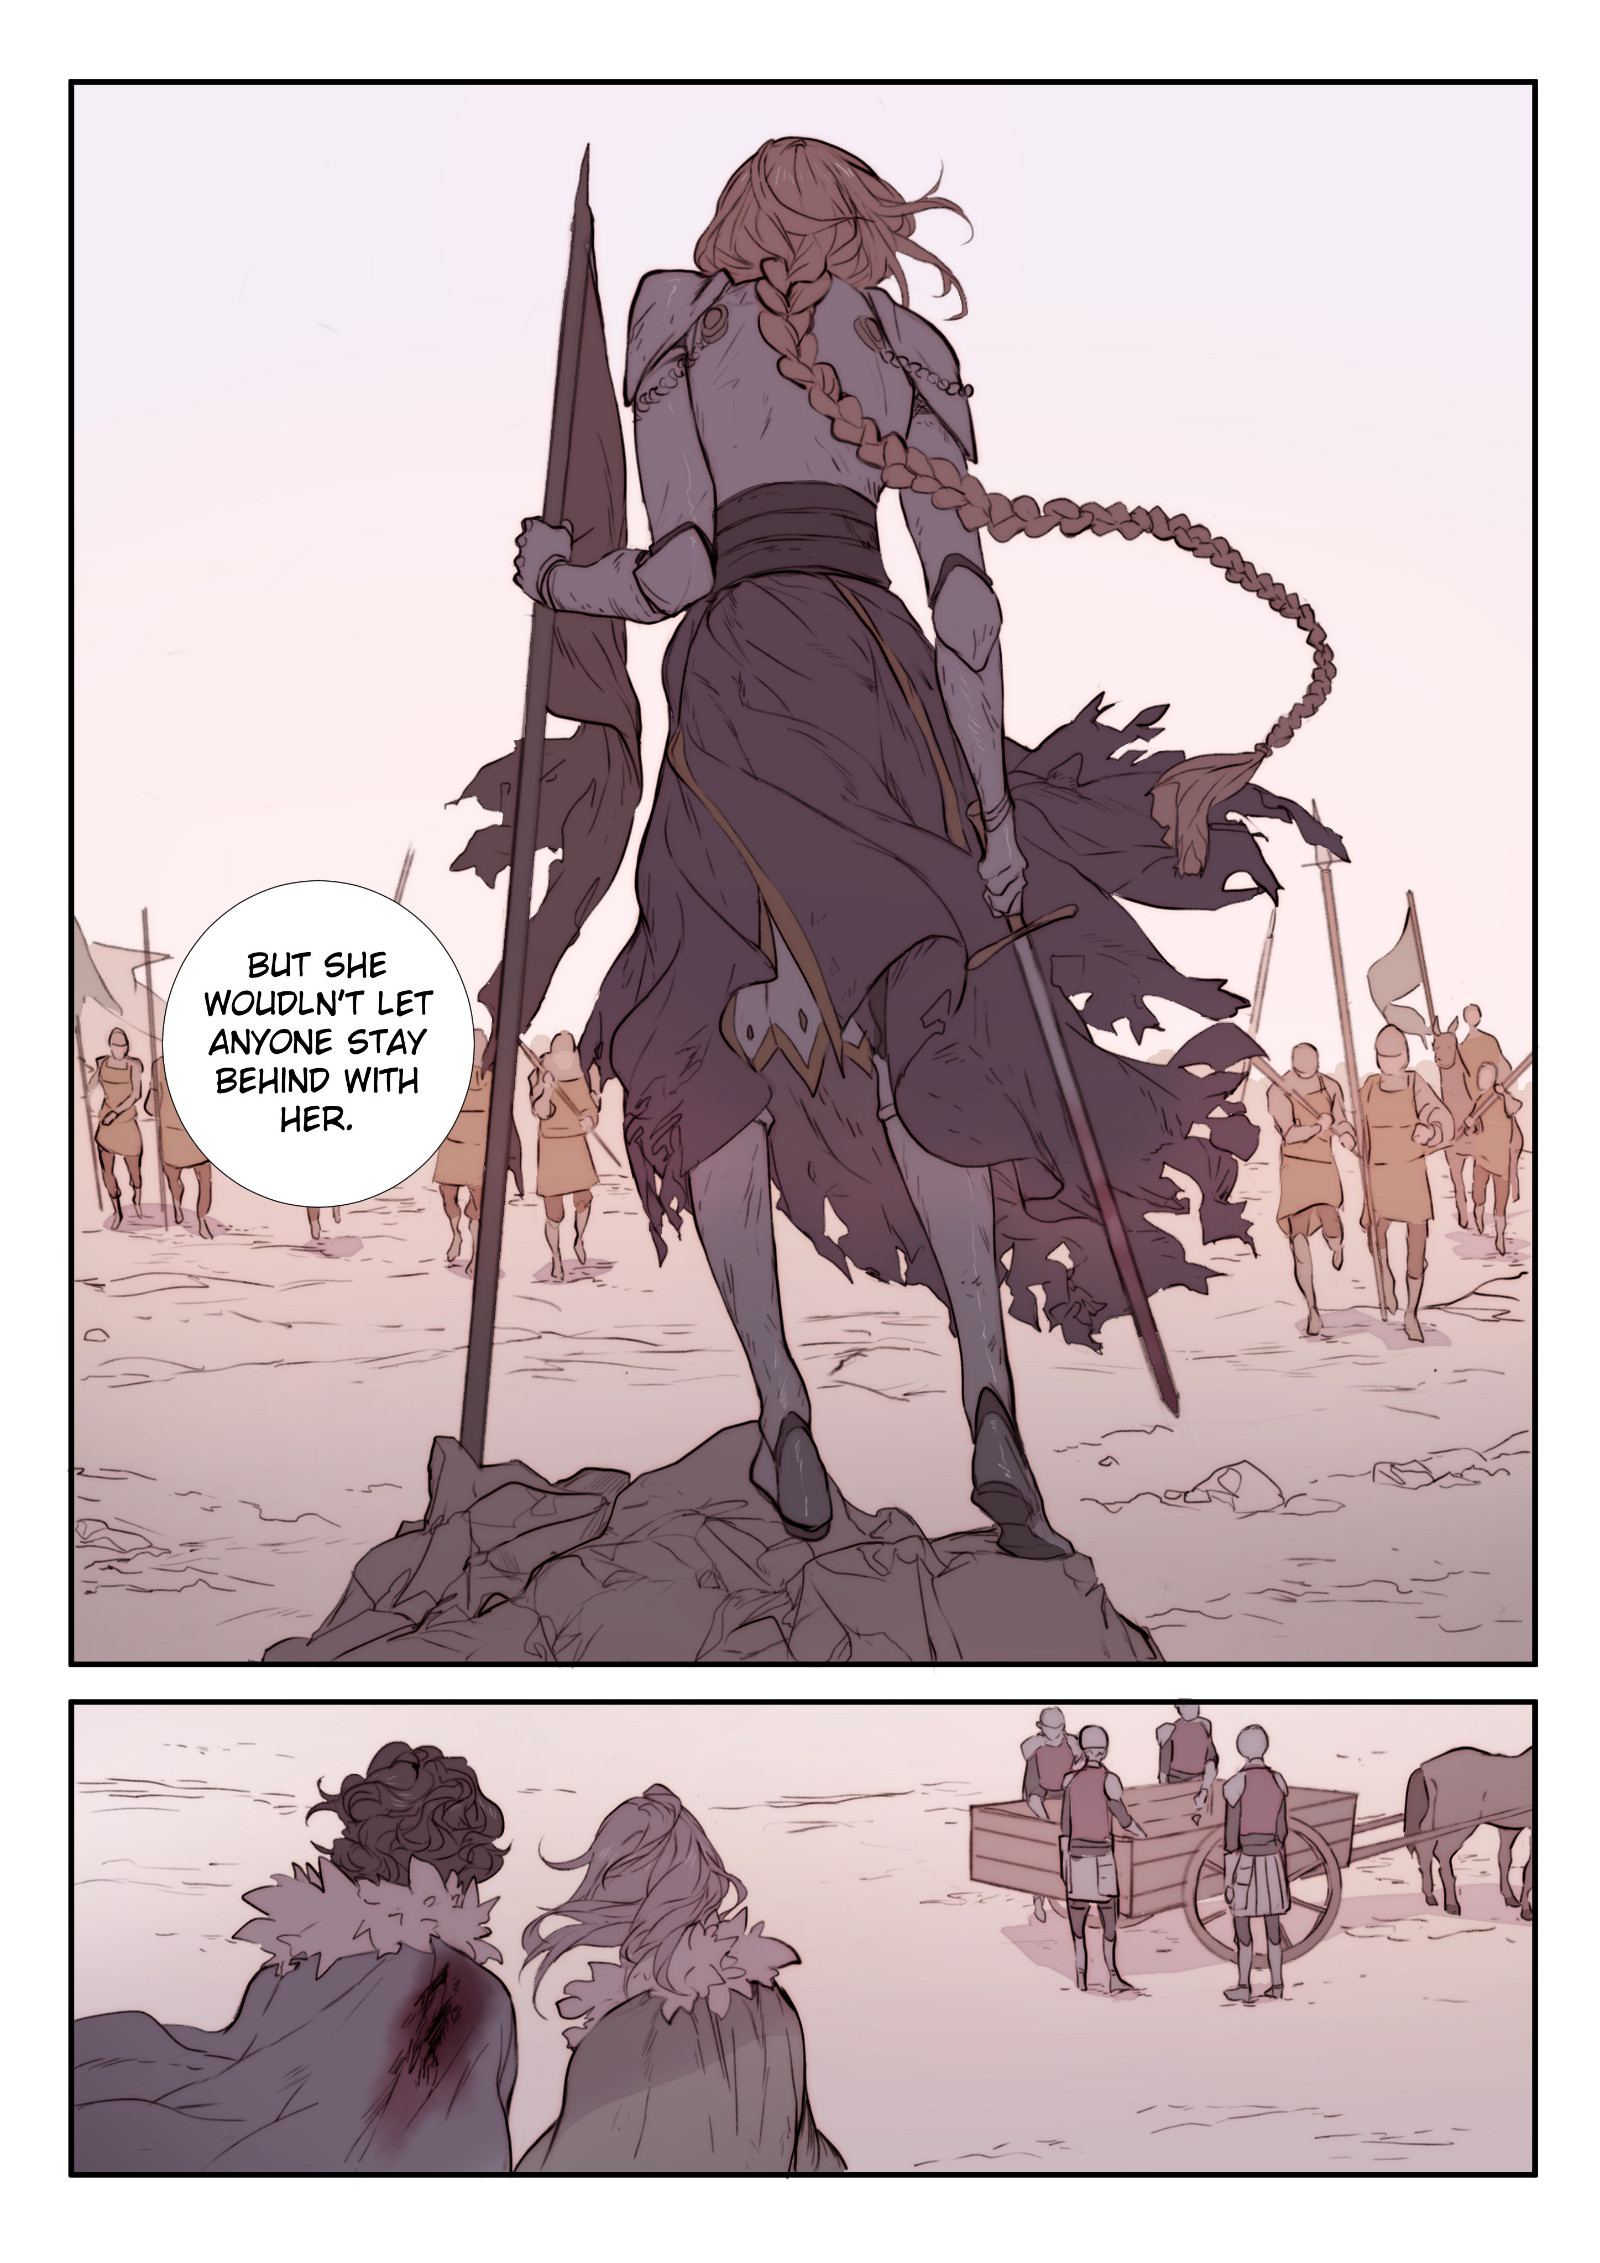 BUT SHE
WOUDLN'T LET
ANYONE STAY
BEHIND WITH
HER.